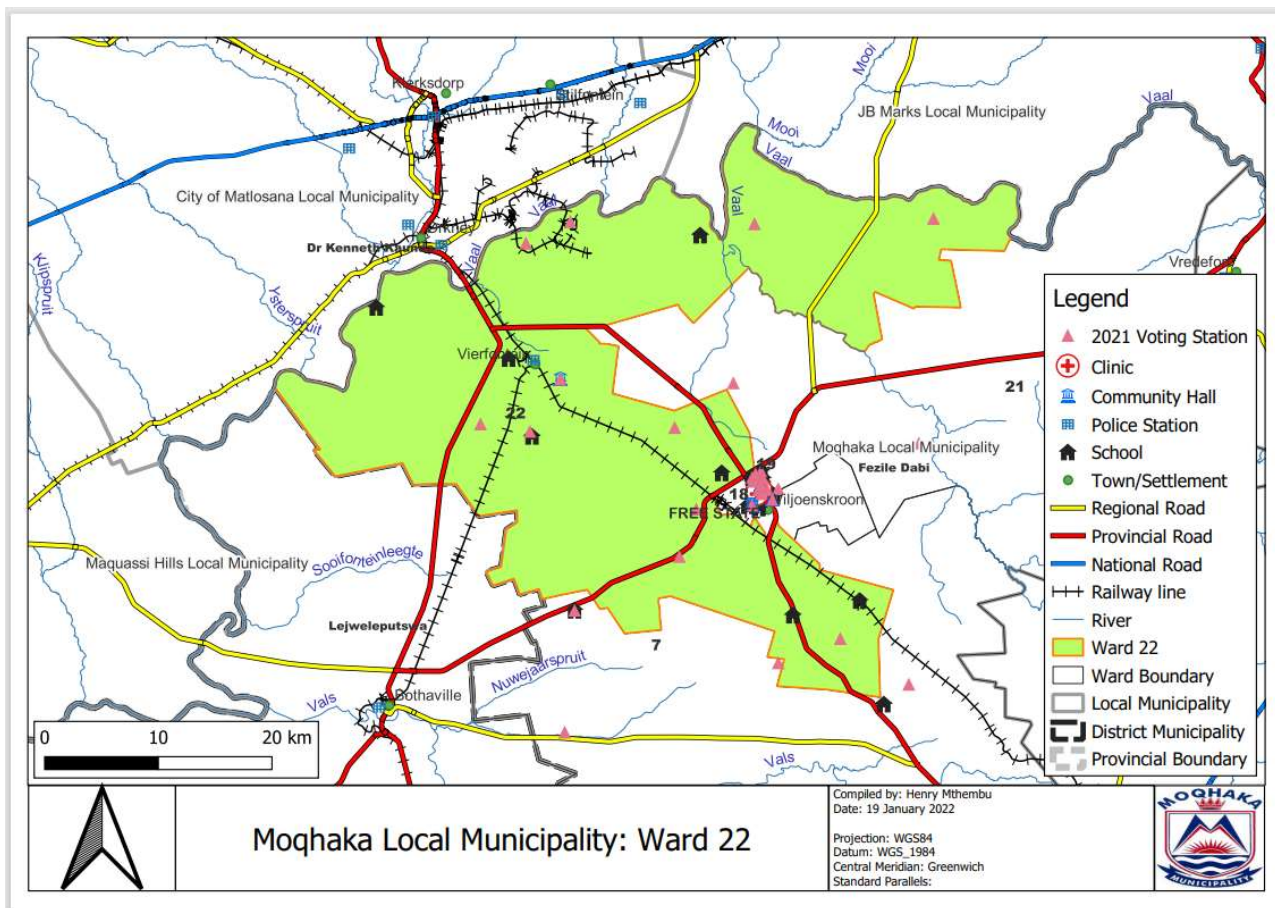 Klerksdorp
Stilfontein
Mooi
JB Marks Local Municipality
Vaal
Mooi
Vaal
City of Matlosana Local Municipality
Vaal
Vaal
Orkney
Dr Kenneth Kaunda
Vaal
Klipspruit
Ysterspruit
Vredefort
Vierfontein
22
21
Moqhaka Local Municipality
Fezile Dabi
19
18
Viljoenskroon
FREE STATE
Maquassi Hills Local Municipality
Sooifonteinleegte
Lejweleputswa
7
Nuwejaarspruit
Vals
Bothaville
Vals
0 10 20 km
Legend
2021 Voting Station
Clinic
Community Hall
Police Station
School
Town/Settlement
Regional Road
Provincial Road
National Road
Railway line
River
Ward 22
Ward Boundary
Local Municipality
District Municipality
Provincial Boundary
Moqhaka Local Municipality: Ward 22
Compiled by: Henry Mthembu
Date: 19 January 2022
Projection: WGS84
Datum: WGS_1984
Central Meridian: Greenwich
Standard Parallels:
MOQHAKA
MUNICIPALITY